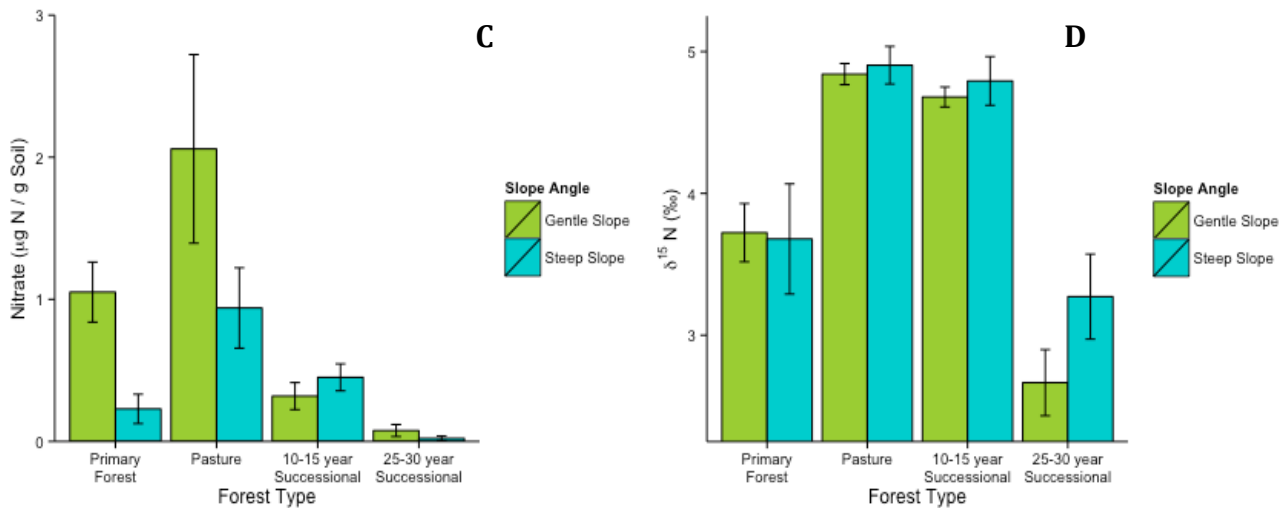 C
3
2
1
0
Nitrate (μg N / g Soil)
Primary
Forest
Pasture
10-15 year
Successional
25-30 year
Successional
Forest Type
Slope Angle
Gentle Slope
Steep Slope
D
5
4
3
δ¹⁵ N (‰)
Primary
Forest
Pasture
10-15 year
Successional
25-30 year
Successional
Forest Type
Slope Angle
Gentle Slope
Steep Slope